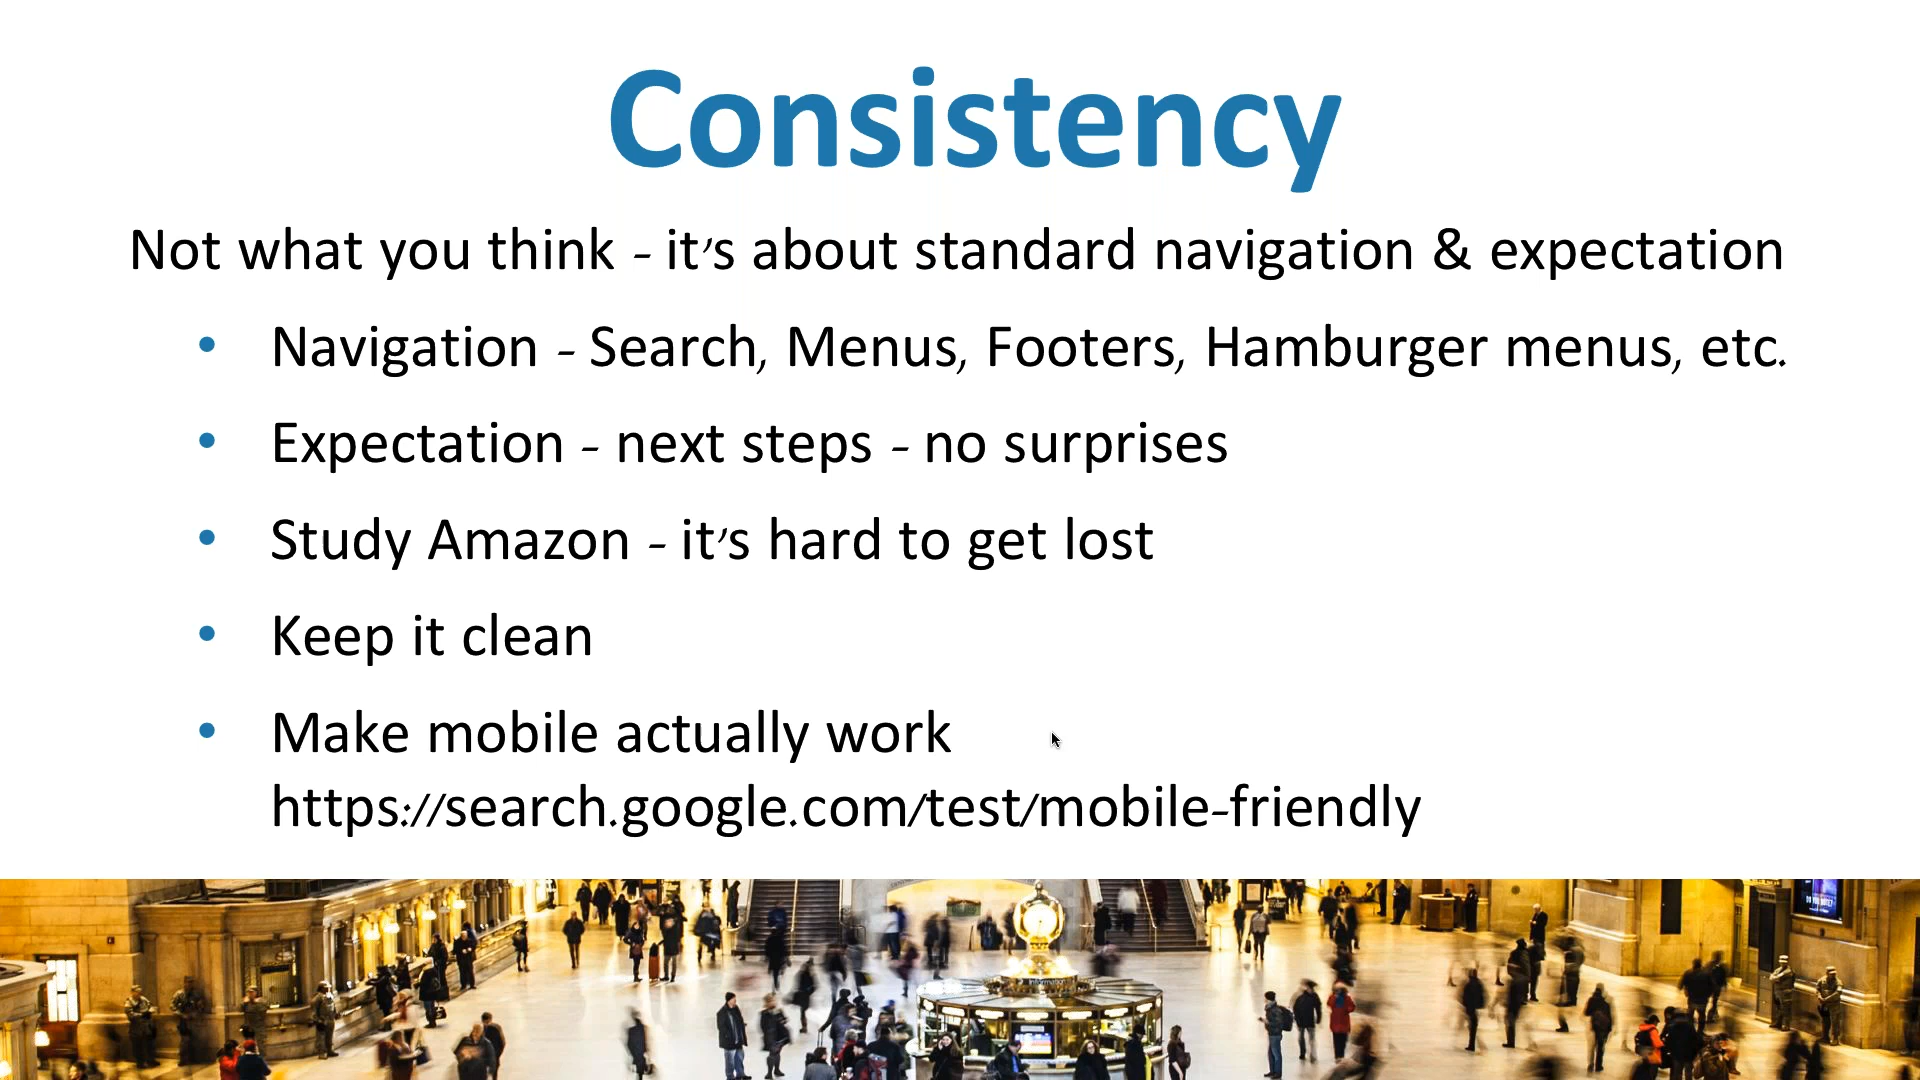 Consistency
Not what you think - it's about standard navigation & expectation
• Navigation - Search, Menus, Footers, Hamburger menus, etc.
• Expectation - next steps - no surprises
• Study Amazon - it's hard to get lost
• Keep it clean
• Make mobile actually work
https://search.google.com/test/mobile-friendly